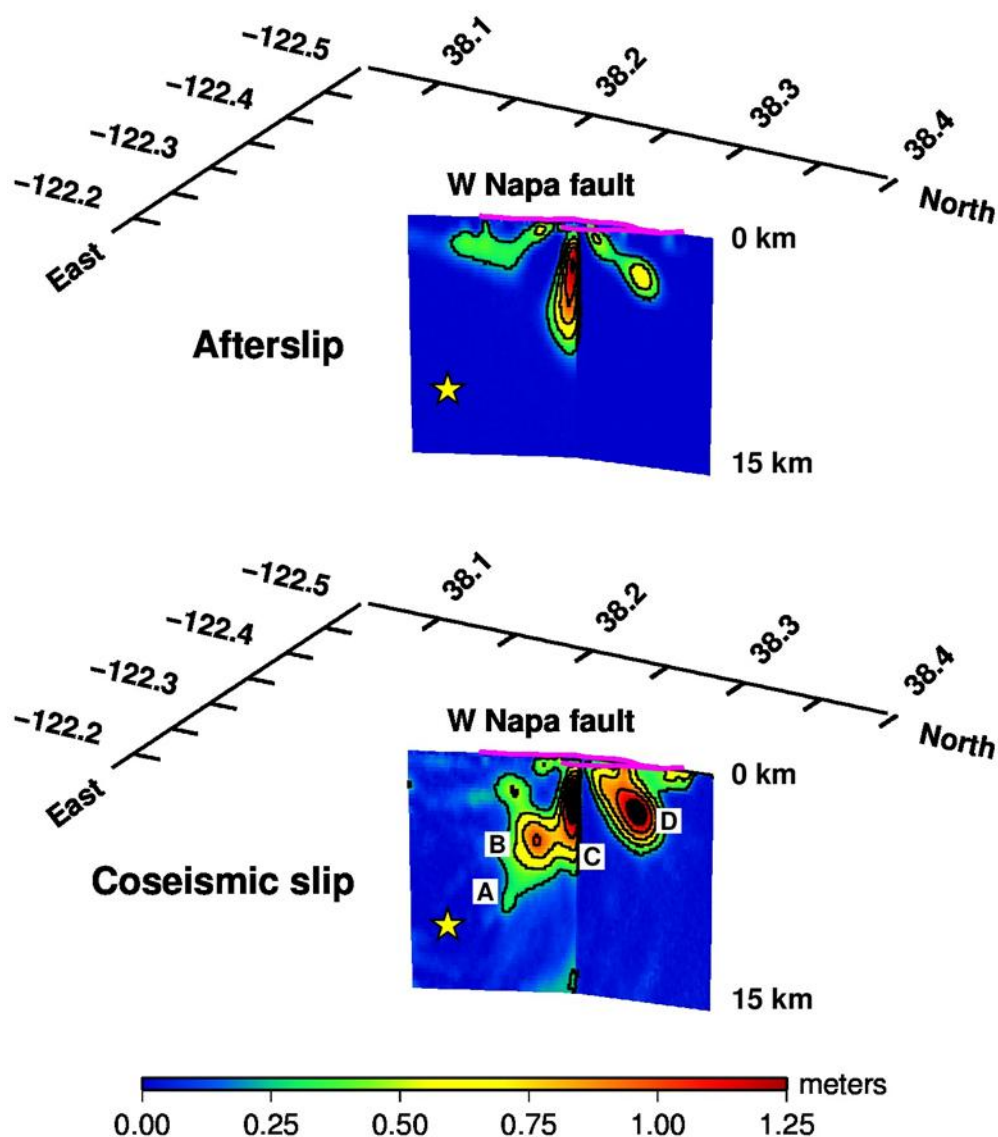 −122.5
−122.4
−122.3
−122.2
East
38.1
38.2
38.3
38.4
North
W Napa fault
0 km
Afterslip
15 km
−122.5
−122.4
−122.3
−122.2
East
38.1
38.2
38.3
38.4
North
W Napa fault
0 km
D
B
C
A
Coseismic slip
15 km
meters
0.00 0.25 0.50 0.75 1.00 1.25